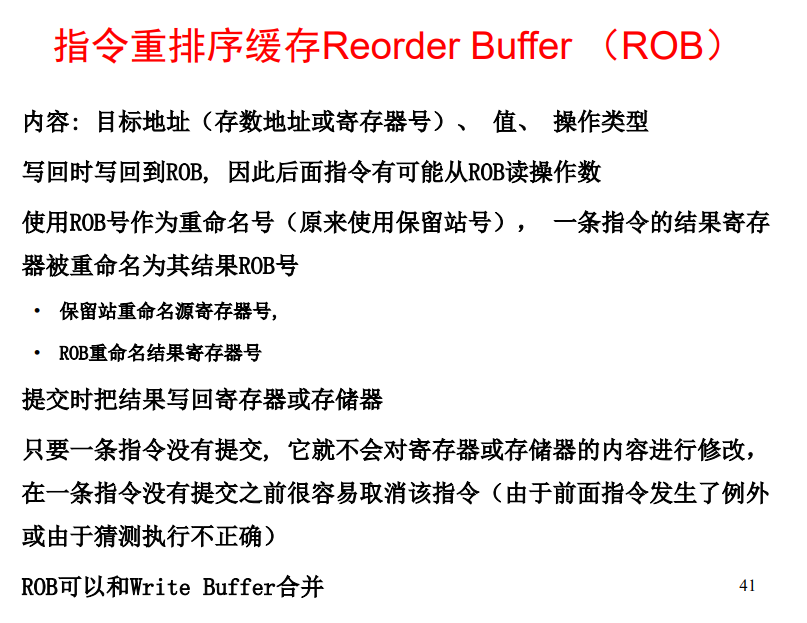 指令重排序缓存Reorder Buffer （ROB）
内容: 目标地址（存数地址或寄存器号）、 值、 操作类型
写回时写回到ROB, 因此后面指令有可能从ROB读操作数
使用ROB号作为重命名号（原来使用保留站号）， 一条指令的结果寄存
器被重命名为其结果ROB号
• 保留站重命名源寄存器号,
• ROB重命名结果寄存器号
提交时把结果写回寄存器或存储器
只要一条指令没有提交, 它就不会对寄存器或存储器的内容进行修改,
在一条指令没有提交之前很容易取消该指令（由于前面指令发生了例外
或由于猜测执行不正确）
ROB可以和Write Buffer合并
41